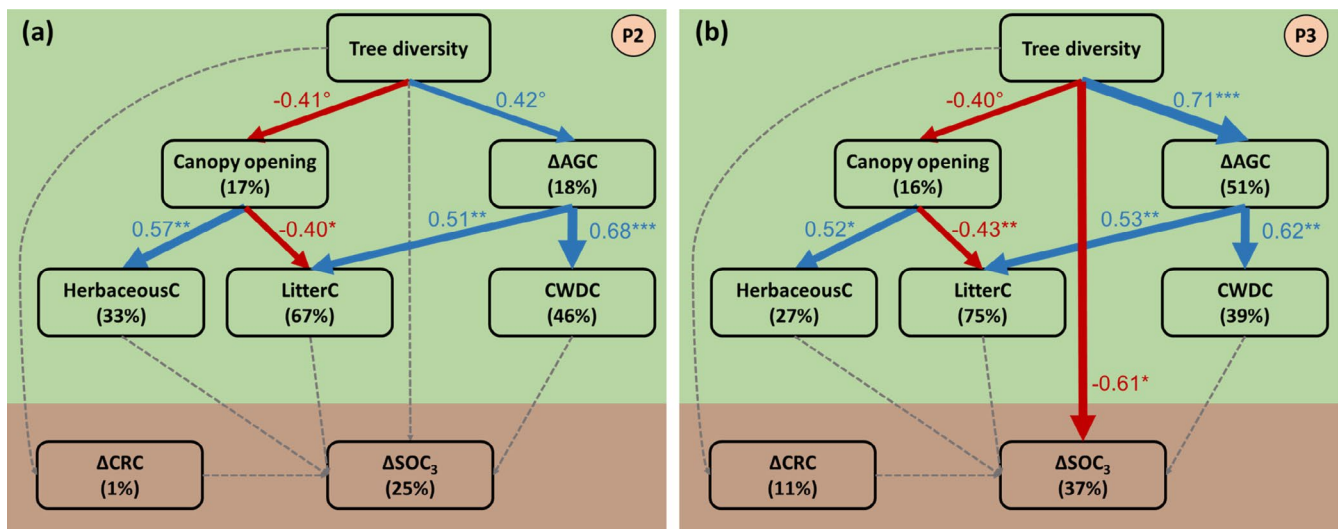 (a)
P2
Tree diversity
-0.41°
0.42°
Canopy opening
(17%)
ΔAGC
(18%)
0.57**
-0.40*
0.51**
0.68***
HerbaceousC
(33%)
LitterC
(67%)
CWDC
(46%)
ΔCRC
(1%)
ΔSOC₃
(25%)
(b)
P3
Tree diversity
-0.40°
0.71***
Canopy opening
(16%)
ΔAGC
(51%)
0.52*
-0.43**
0.53**
0.62**
HerbaceousC
(27%)
LitterC
(75%)
CWDC
(39%)
-0.61*
ΔCRC
(11%)
ΔSOC₃
(37%)